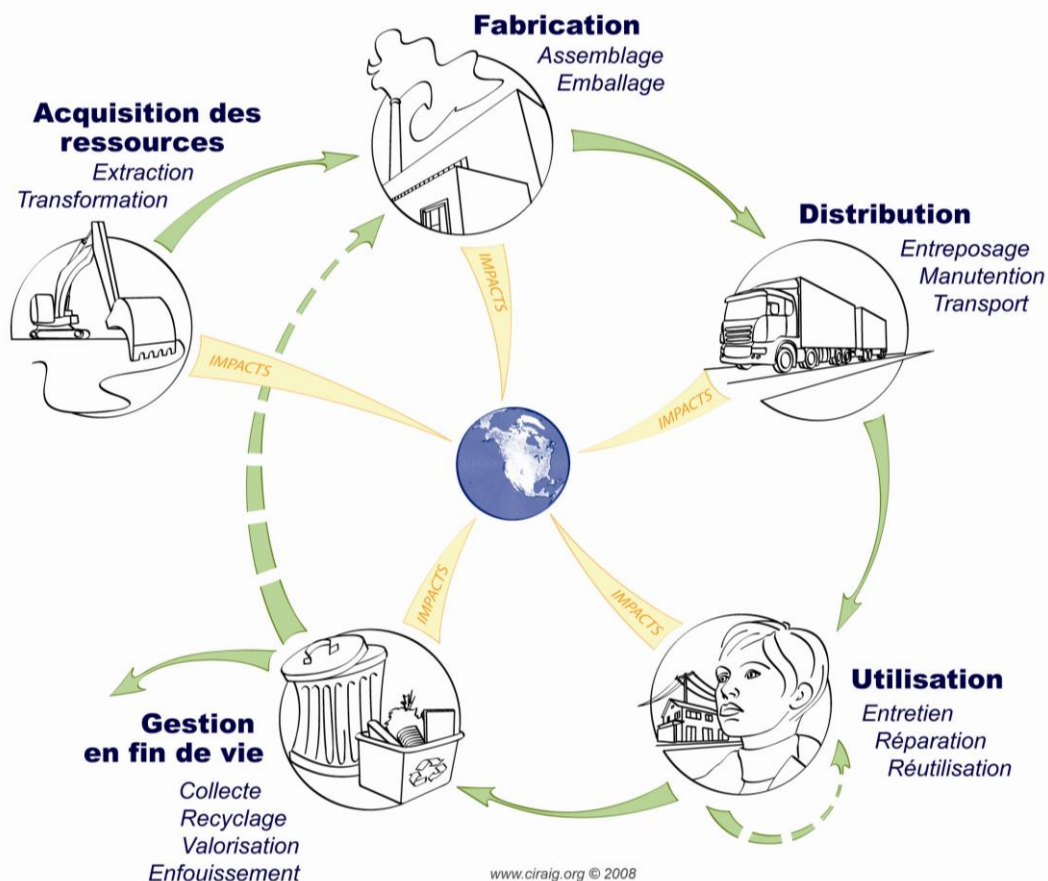 Fabrication
Assemblage
Emballage
Acquisition des
ressources
Extraction
Transformation
Distribution
Entreposage
Manutention
Transport
IMPACTS
IMPACTS
IMPACTS
IMPACTS
IMPACTS
Utilisation
Entretien
Réparation
Réutilisation
Gestion
en fin de vie
Collecte
Recyclage
Valorisation
Enfouissement
www.ciraig.org © 2008